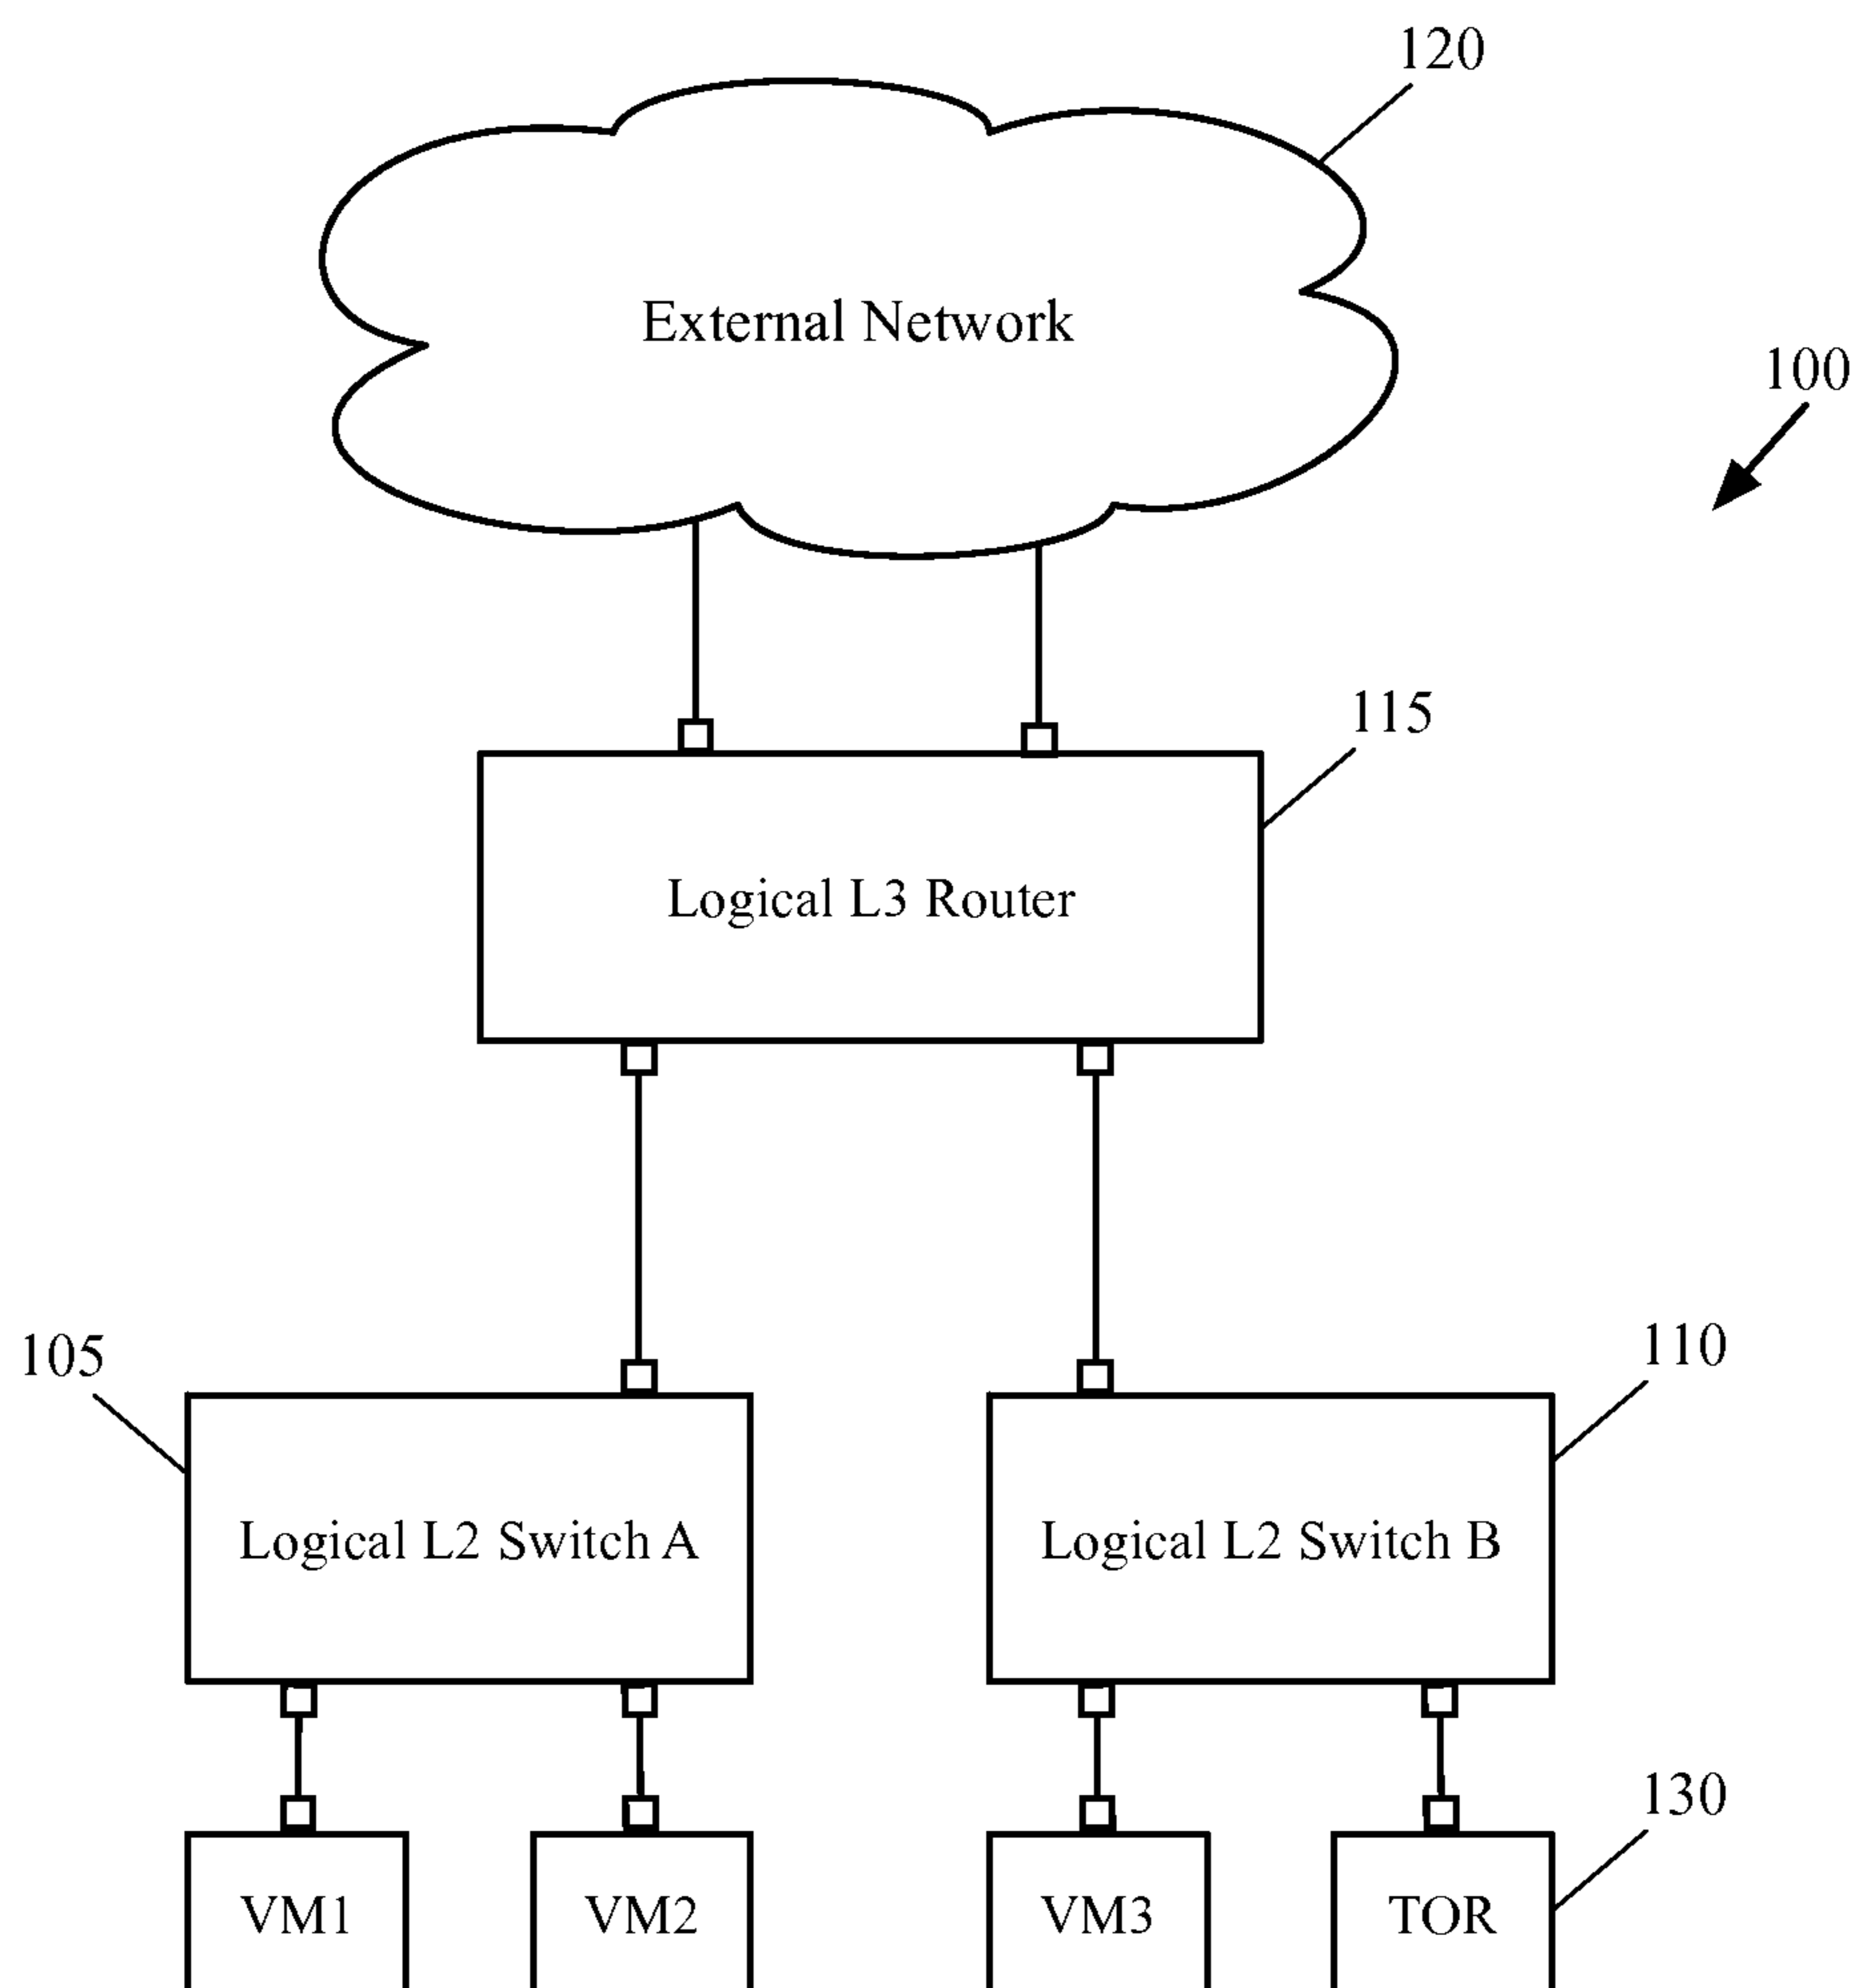 120
External Network
100
115
Logical L3 Router
105
110
Logical L2 Switch A
Logical L2 Switch B
130
VM1
VM2
VM3
TOR